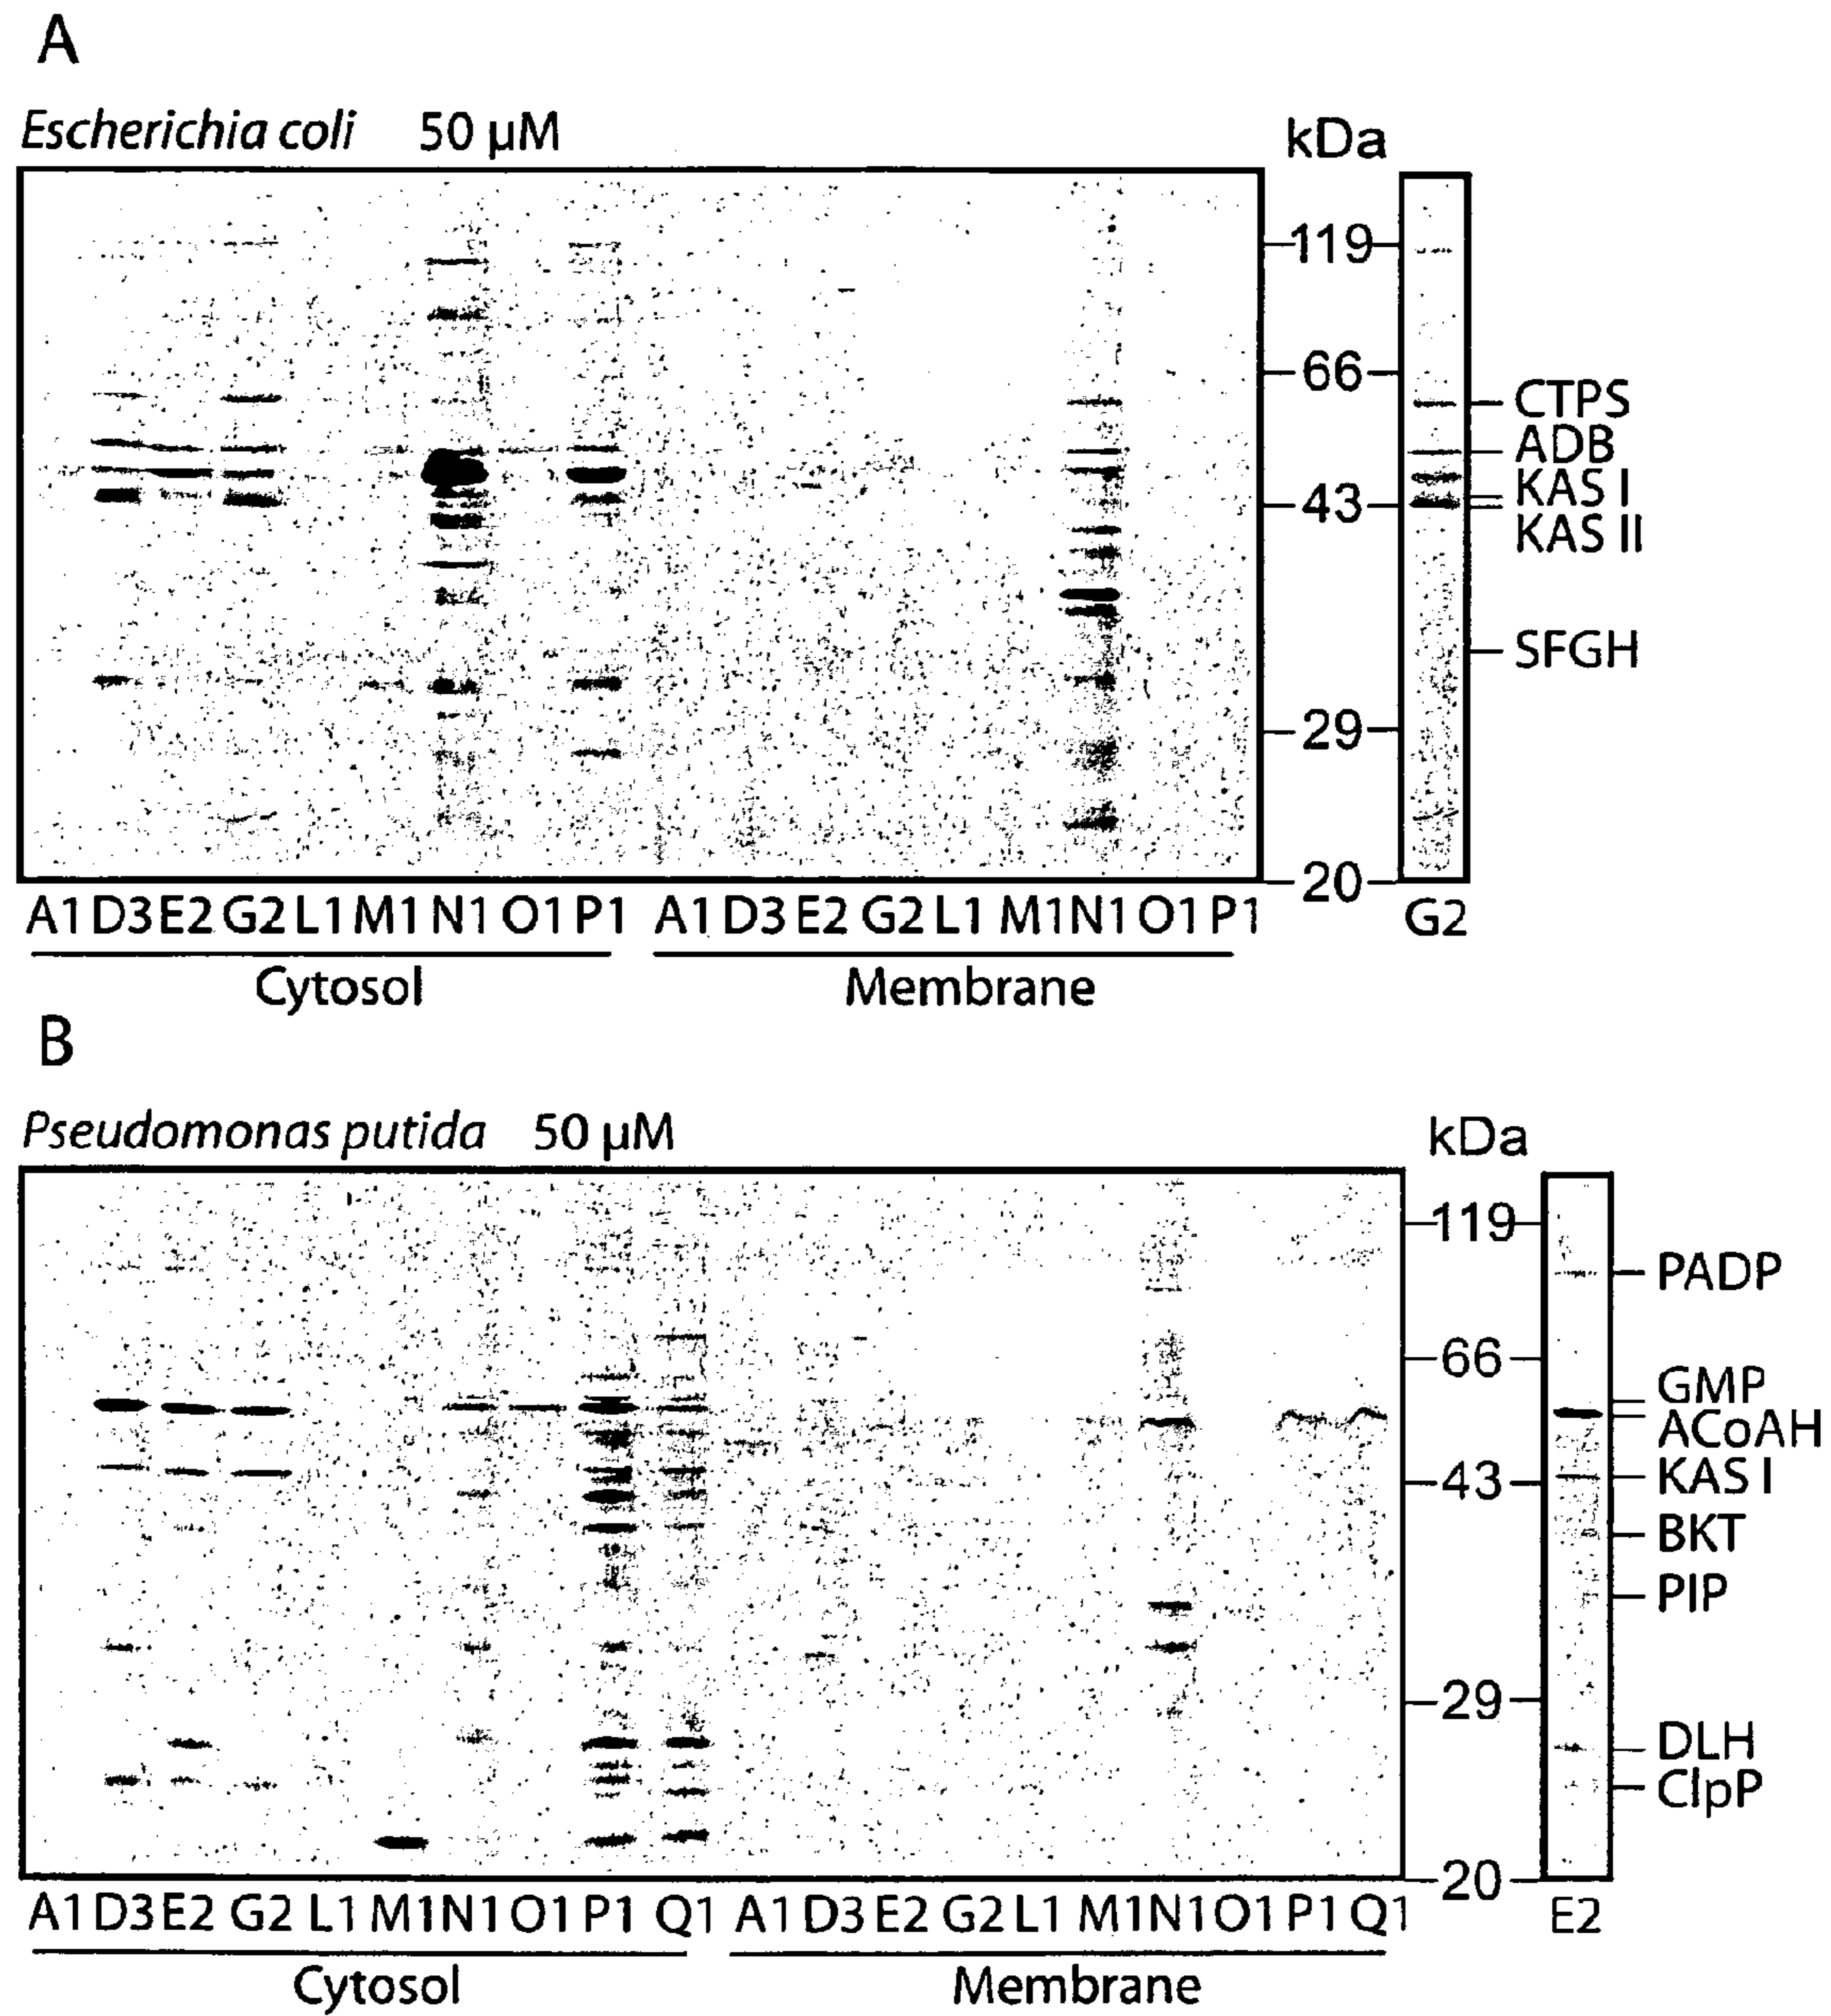 A
Escherichia coli 50 µM
kDa
119
66
43
29
20
CTPS
ADB
KAS I
KAS II
SFGH
A1 D3 E2 G2 L1 M1 N1 O1 P1 A1 D3 E2 G2 L1 M1 N1 O1 P1
G2
Cytosol Membrane
B
Pseudomonas putida 50 µM
kDa
119
66
43
29
20
PADP
GMP
ACoAH
KAS I
BKT
PIP
DLH
ClpP
A1 D3 E2 G2 L1 M1 N1 O1 P1 Q1 A1 D3 E2 G2 L1 M1 N1 O1 P1 Q1
E2
Cytosol Membrane